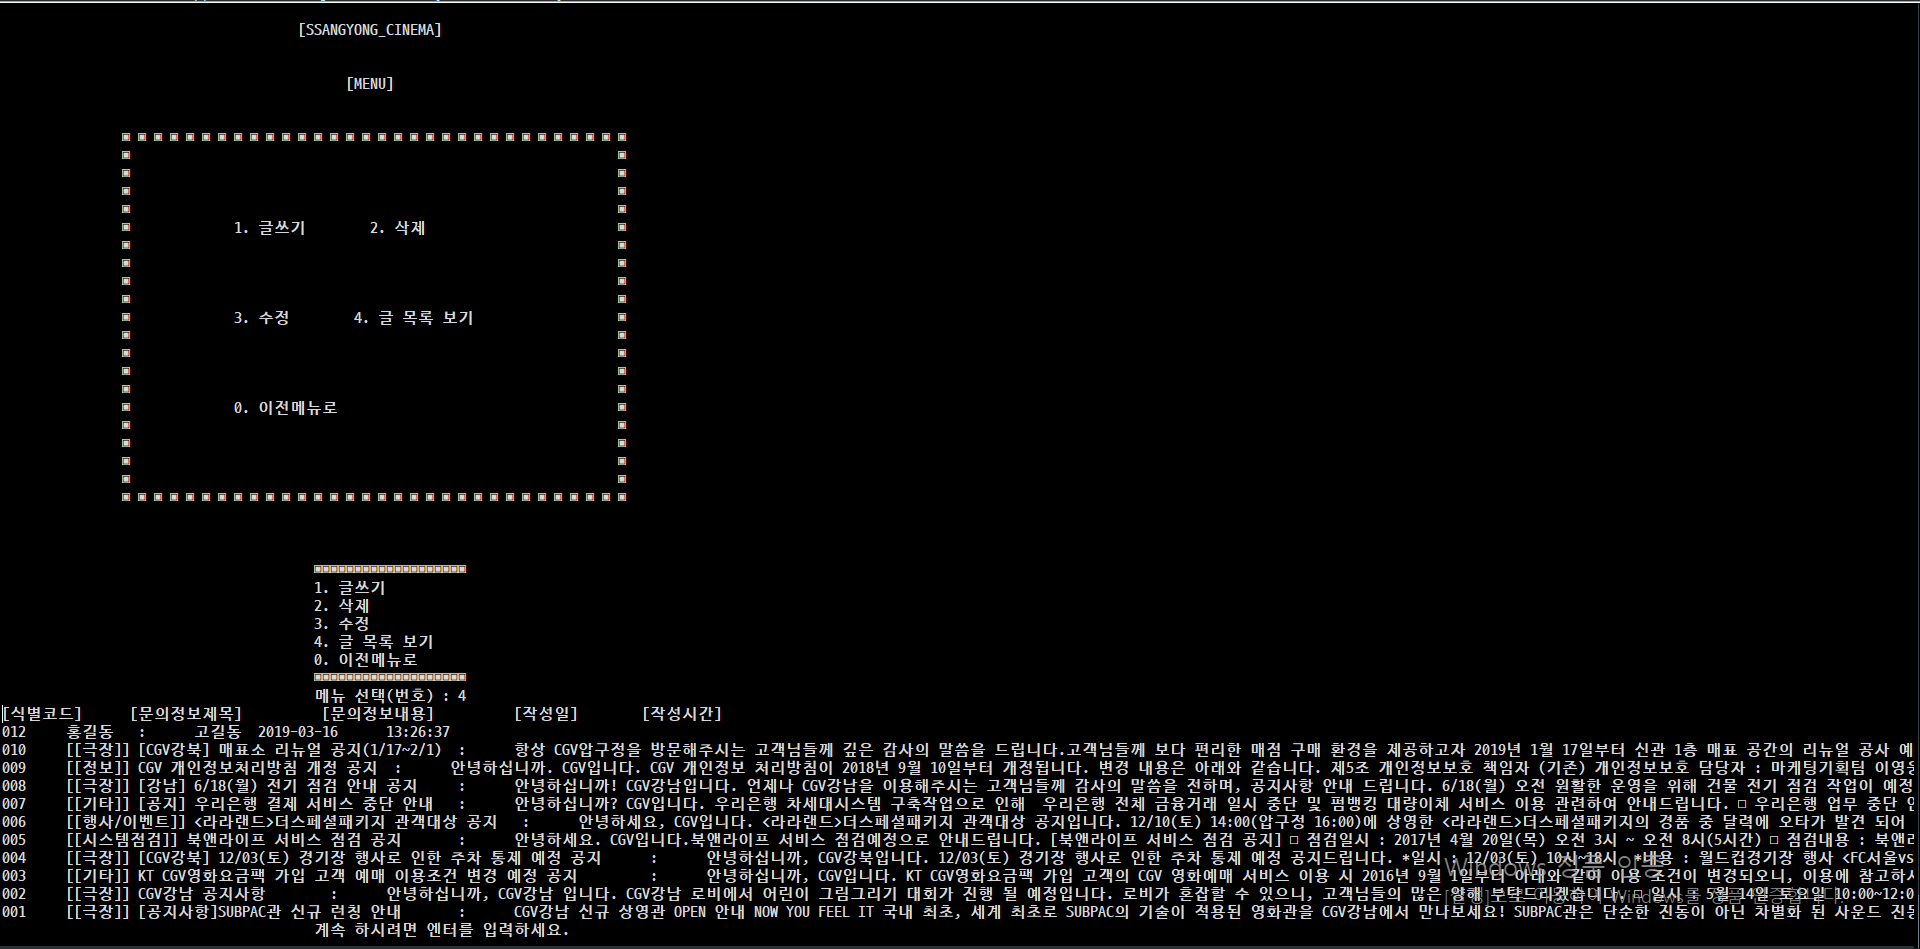 [SSANGYONG_CINEMA]
[MENU]
1. 글쓰기 2. 삭제
3. 수정 4. 글 목록 보기
0. 이전메뉴로
1. 글쓰기
2. 삭제
3. 수정
4. 글 목록 보기
0. 이전메뉴로
메뉴 선택(번호) : 4
[식별코드] [문의정보제목] [문의정보내용] [작성일] [작성시간]
012 홍길동 : 고길동 2019-03-16 13:26:37
010 [[극장]] [CGV강북] 매표소 리뉴얼 공지(1/17~2/1) : 항상 CGV압구정을 방문해주시는 고객님들께 깊은 감사의 말씀을 드립니다.고객님들께 보다 편리한 매점 구매 환경을 제공하고자 2019년 1월 17일부터 신관 1층 매표 공간의 리뉴얼 공사 예
009 [[정보]] CGV 개인정보처리방침 개정 공지 : 안녕하십니까. CGV입니다. CGV 개인정보 처리방침이 2018년 9월 10일부터 개정됩니다. 변경 내용은 아래와 같습니다. 제5조 개인정보보호 책임자 (기존) 개인정보보호 담당자 : 마케팅기획팀
008 [[극장]] [강남] 6/18(월) 전기 점검 안내 공지 : 안녕하십니까! CGV강남입니다. 언제나 CGV강남을 이용해주시는 고객님들께 감사의 말씀을 전하며, 공지사항 안내 드립니다. 6/18(월) 오전 원활한 운영을 위해 건물 전기 점검 작업이 예정
007 [[기타]] [공지] 우리은행 결제 서비스 중단 안내 : 안녕하십니까? CGV입니다. 우리은행 차세대시스템 구축작업으로 인해 우리은행 전체 금융거래 일시 중단 및 펌뱅킹 대량이체 서비스 이용 관련하여 안내드립니다. □ 우리은행 업무 중단
006 [[행사/이벤트]] <라라랜드>더스페셜패키지 관객대상 공지 : 안녕하세요, CGV입니다. <라라랜드>더스페셜패키지 관객대상 공지입니다. 12/10(토) 14:00(압구정 16:00)에 상영한 <라라랜드>더스페셜패키지의 경품 중 달력에 오타가 발견 되어
005 [[시스템점검]] 북앤라이프 서비스 점검 공지 : 안녕하세요. CGV입니다.북앤라이프 서비스 점검예정으로 안내드립니다. [북앤라이프 서비스 점검 공지] □ 점검일시 : 2017년 4월 20일(목) 오전 3시 ~ 오전 8시(5시간) □ 점검내용 : 북앤
004 [[극장]] [CGV강북] 12/03(토) 경기장 행사로 인한 주차 통제 예정 공지 : 안녕하십니까, CGV강북입니다. 12/03(토) 경기장 행사로 인한 주차 통제 예정 공지드립니다. *일시 : 12/03(토) 10시~18시 *내용 : 월드컵경기장 행사 <FC서울vs
003 [[기타]] KT CGV영화요금팩 가입 고객 예매 이용조건 변경 예정 공지 : 안녕하십니까, CGV입니다. KT CGV영화요금팩 가입 고객의 CGV 영화예매 서비스 이용 시 2016년 9월 1일부터 아래와 같이 이용 조건이 변경되오니, 이용에 참고하시
002 [[극장]] CGV강남 공지사항 : 안녕하십니까, CGV강남 입니다. CGV강남 로비에서 어린이 그림그리기 대회가 진행 될 예정입니다. 로비가 혼잡할 수 있으니, 고객님들의 많은 양해 부탁드리겠습니다. - 일시 : 5월 14일 토요일 10:00~12:0
001 [[극장]] [공지사항]SUBPAC관 신규 런칭 안내 : CGV강남 신규 상영관 OPEN 안내 NOW YOU FEEL IT 국내 최초, 세계 최초로 SUBPAC의 기술이 적용된 영화관을 CGV강남에서 만나보세요! SUBPAC관은 단순한 진동이 아닌 차별화 된 사운드 진동
계속 하시려면 엔터를 입력하세요.
Windows 정품 인증